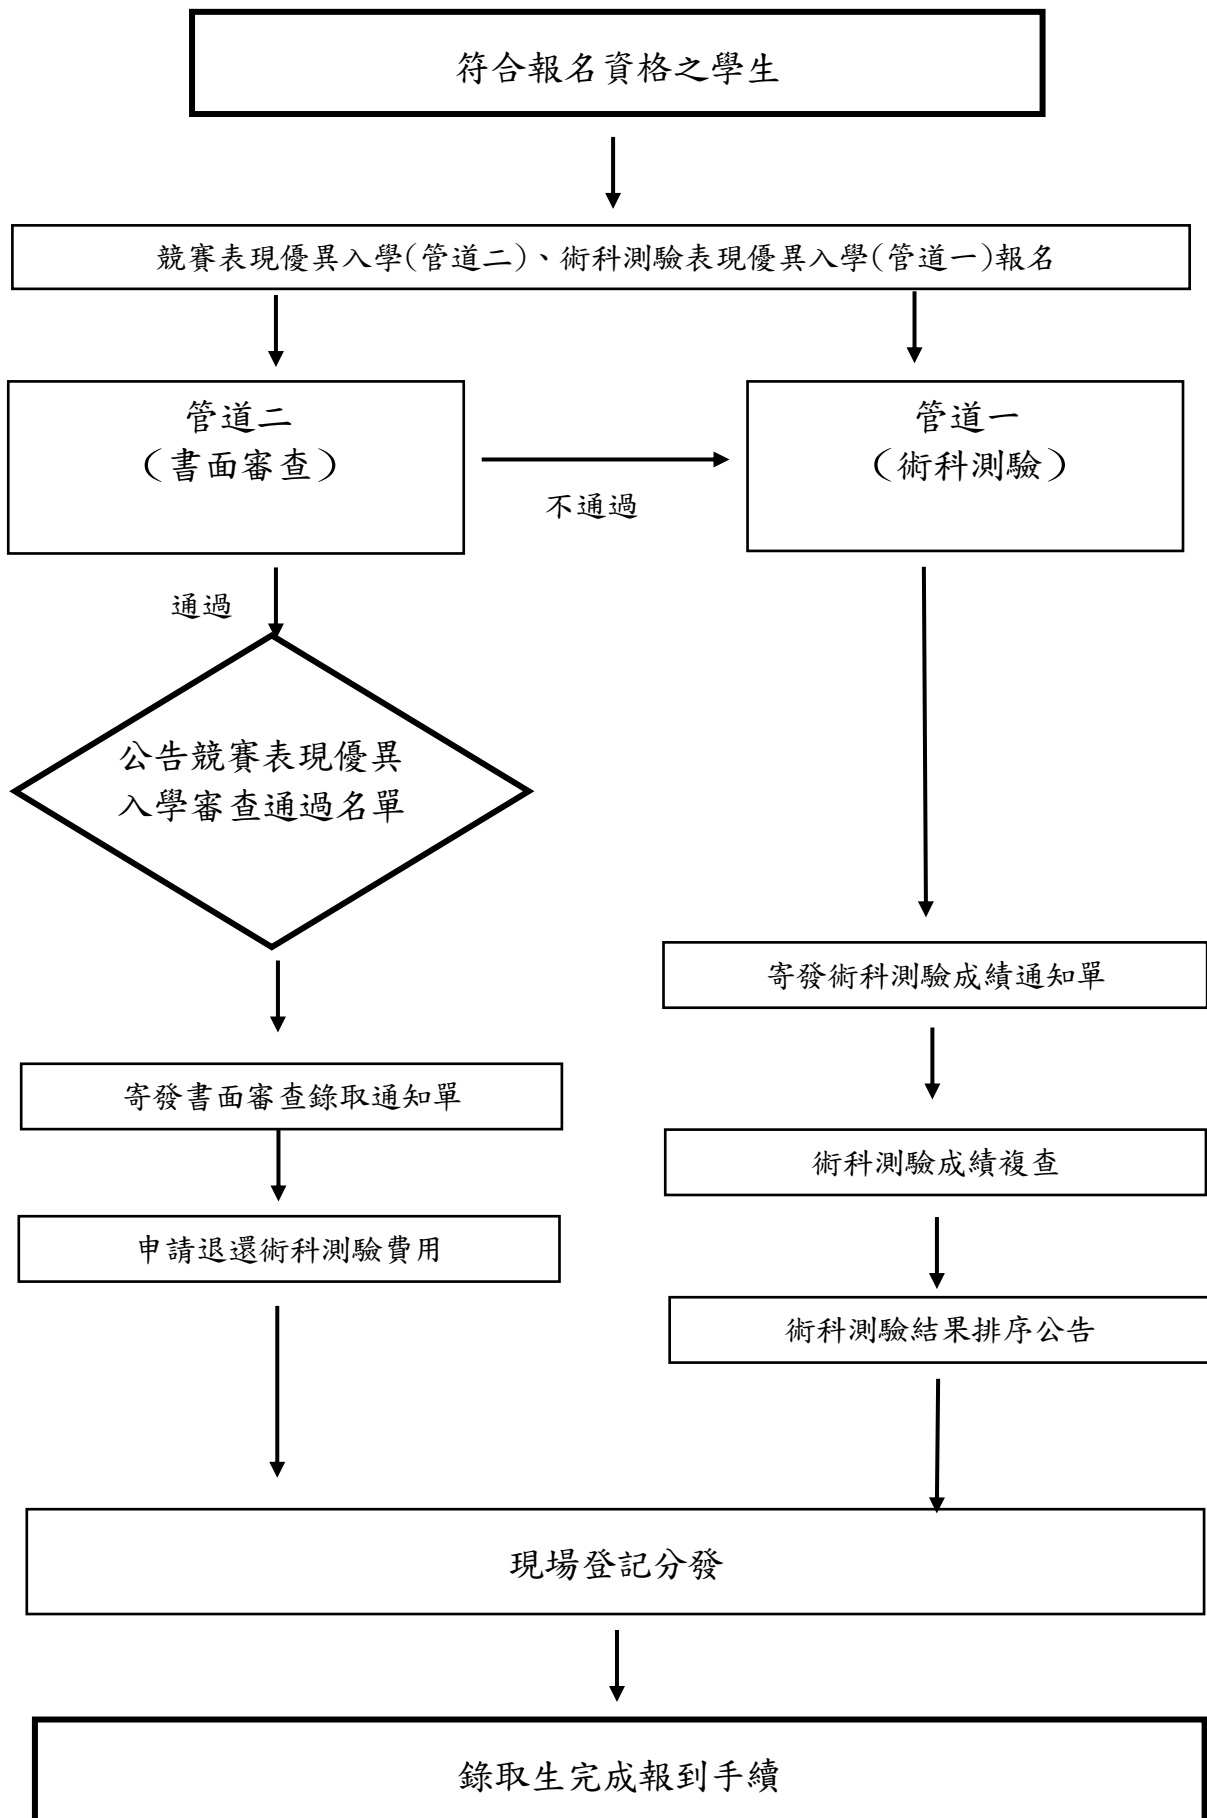 符合報名資格之學生
競賽表現優異入學(管道二)、術科測驗表現優異入學(管道一)報名
管道二
（書面審查）
不通過
管道一
（術科測驗）
通過
公告競賽表現優異
入學審查通過名單
寄發術科測驗成績通知單
寄發書面審查錄取通知單
術科測驗成績複查
申請退還術科測驗費用
術科測驗結果排序公告
現場登記分發
錄取生完成報到手續